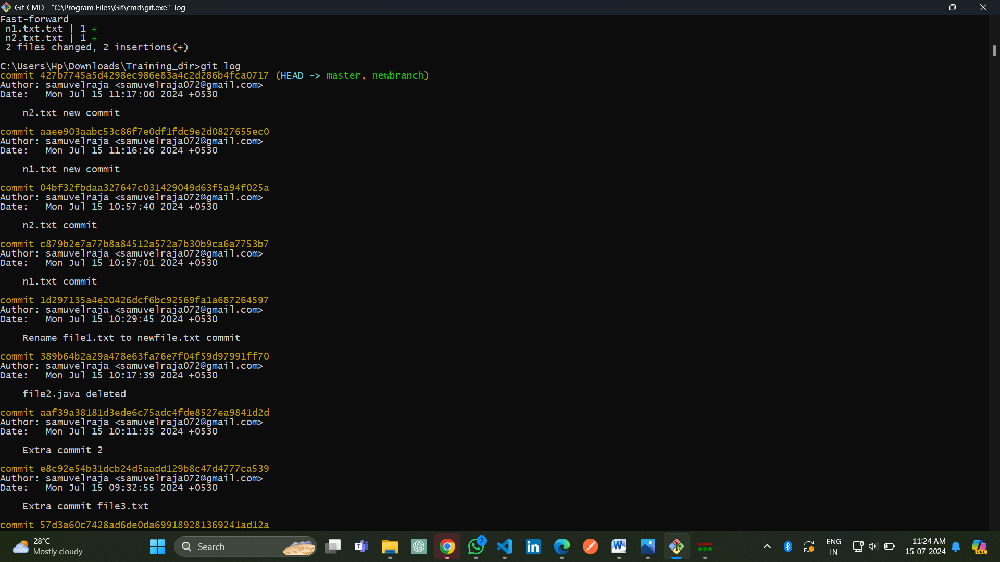 Git CMD - "C:\Program Files\Git\cmd\git.exe"  log
Fast-forward
 n1.txt.txt | 1 +
 n2.txt.txt | 1 +
 2 files changed, 2 insertions(+)
C:\Users\Hp\Downloads\Training_dir>git log
commit 427b7745a5d4298ec986e83a4c2d286b4fca0717 (HEAD -> master, newbranch)
Author: samuvelraja <samuvelraja072@gmail.com>
Date:   Mon Jul 15 11:17:00 2024 +0530
    n2.txt new commit
commit aaee903aabc53c86f7e0df1fdc9e2d0827655ec0
Author: samuvelraja <samuvelraja072@gmail.com>
Date:   Mon Jul 15 11:16:26 2024 +0530
    n1.txt new commit
commit 04bf32fbdaa327647c031429049d63f5a94f025a
Author: samuvelraja <samuvelraja072@gmail.com>
Date:   Mon Jul 15 10:57:40 2024 +0530
    n2.txt commit
commit c879b2e7a77b8a84512a572a7b30b9ca6a7753b7
Author: samuvelraja <samuvelraja072@gmail.com>
Date:   Mon Jul 15 10:57:01 2024 +0530
    n1.txt commit
commit 1d297135a4e20426dcf6bc92569fa1a687264597
Author: samuvelraja <samuvelraja072@gmail.com>
Date:   Mon Jul 15 10:29:45 2024 +0530
    Rename file1.txt to newfile.txt commit
commit 389b64b2a29a478e63fa76e7f04f59d97991ff70
Author: samuvelraja <samuvelraja072@gmail.com>
Date:   Mon Jul 15 10:17:39 2024 +0530
    file2.java deleted
commit aaf39a38181d3ede6c75adc4fde8527ea9841d2d
Author: samuvelraja <samuvelraja072@gmail.com>
Date:   Mon Jul 15 10:11:35 2024 +0530
    Extra commit 2
commit e8c92e54b31dcb24d5aadd129b8c47d4777ca539
Author: samuvelraja <samuvelraja072@gmail.com>
Date:   Mon Jul 15 09:32:55 2024 +0530
    Extra commit file3.txt
commit 57d3a60c7428ad6de0da699189281369241ad12a
28°C
Mostly cloudy
Search
2
ENG
IN
11:24 AM
15-07-2024
PRE